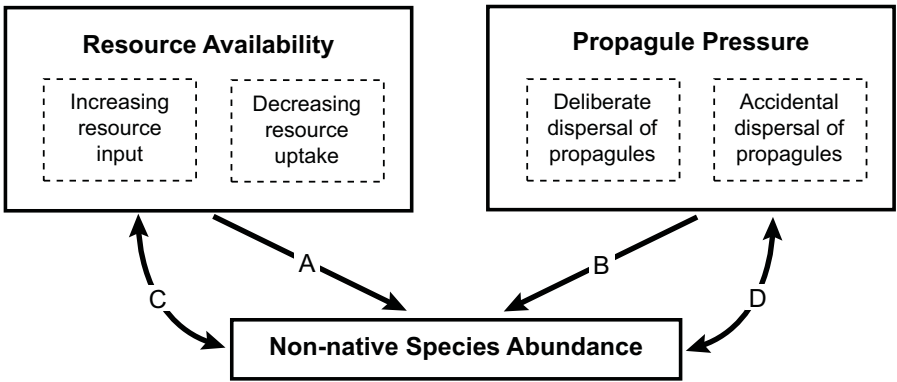 Resource Availability
Increasing
resource
input
Decreasing
resource
uptake
Propagule Pressure
Deliberate
dispersal of
propagules
Accidental
dispersal of
propagules
A
B
C
D
Non-native Species Abundance